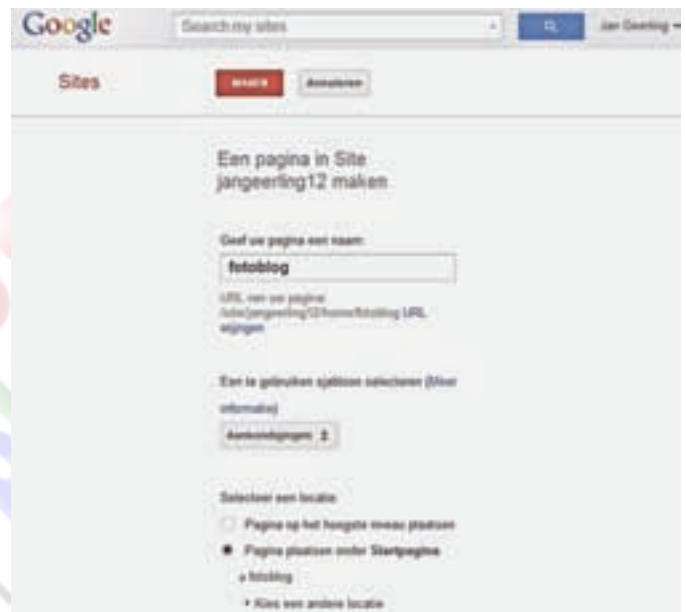 Google
Search my sites
Jan Geerling
Sites
MAKEN
Annuleren
Een pagina in Site
jangeerling12 maken
Geef uw pagina een naam:
fotoblog
URL van uw pagina:
/site/jangeerling12/home/fotoblog URL
wijzigen
Een te gebruiken sjabloon selecteren (Meer
informatie)
Aankondigingen
Selecteer een locatie:
Pagina op het hoogste niveau plaatsen
Pagina plaatsen onder Startpagina
fotoblog
Kies een andere locatie